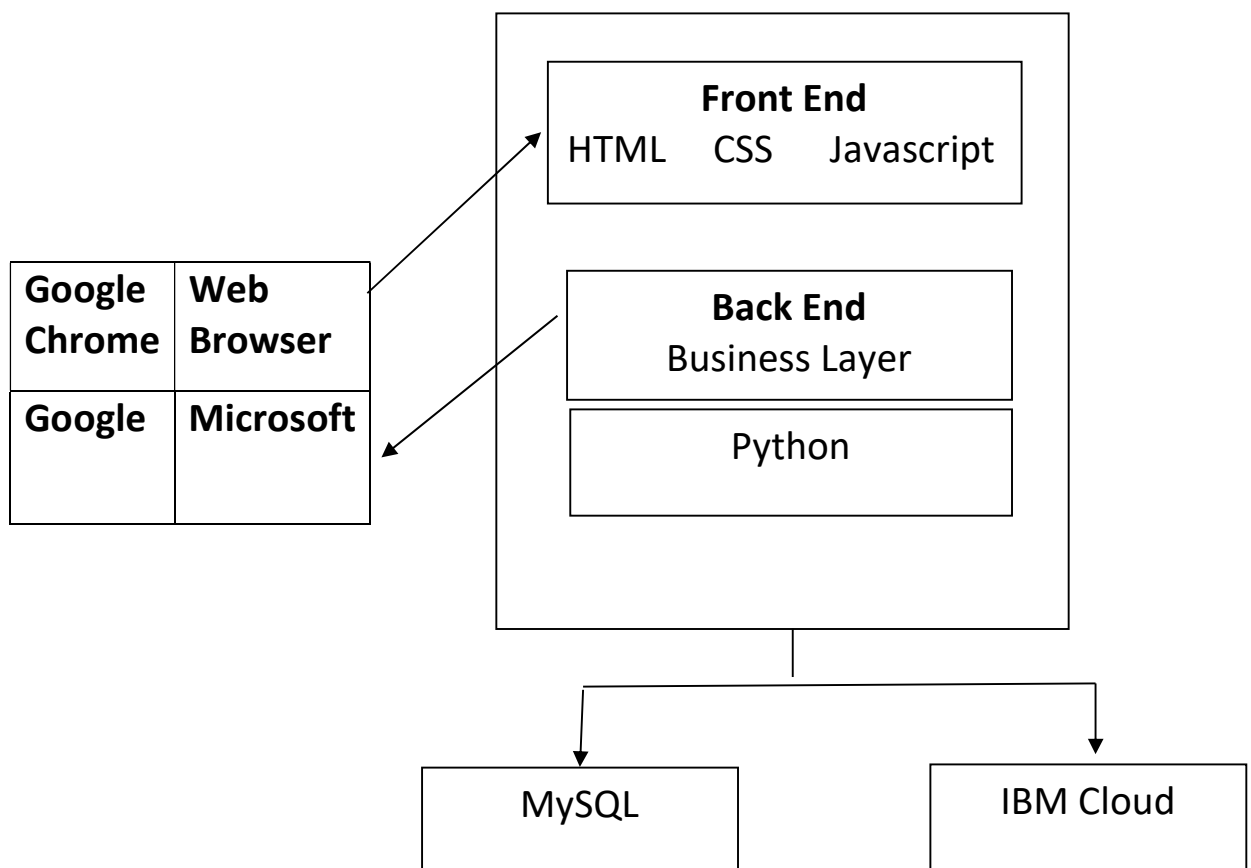 Front End
HTML CSS Javascript
Google Chrome
Web Browser
Back End
Business Layer
Google
Microsoft
Python
MySQL
IBM Cloud